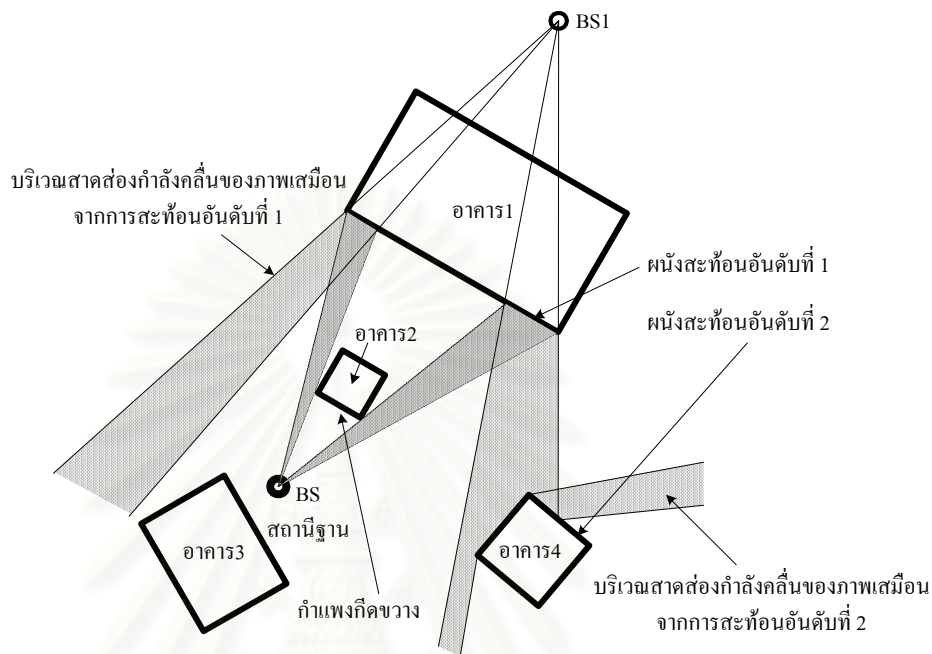 BS1
บริเวณสาดส่องกำลังคลื่นของภาพเสมือน
จากการสะท้อนอันดับที่ 1
อาคาร1
ผนังสะท้อนอันดับที่ 1
ผนังสะท้อนอันดับที่ 2
อาคาร2
BS
สถานีฐาน
อาคาร3
อาคาร4
กำแพงกีดขวาง
บริเวณสาดส่องกำลังคลื่นของภาพเสมือน
จากการสะท้อนอันดับที่ 2